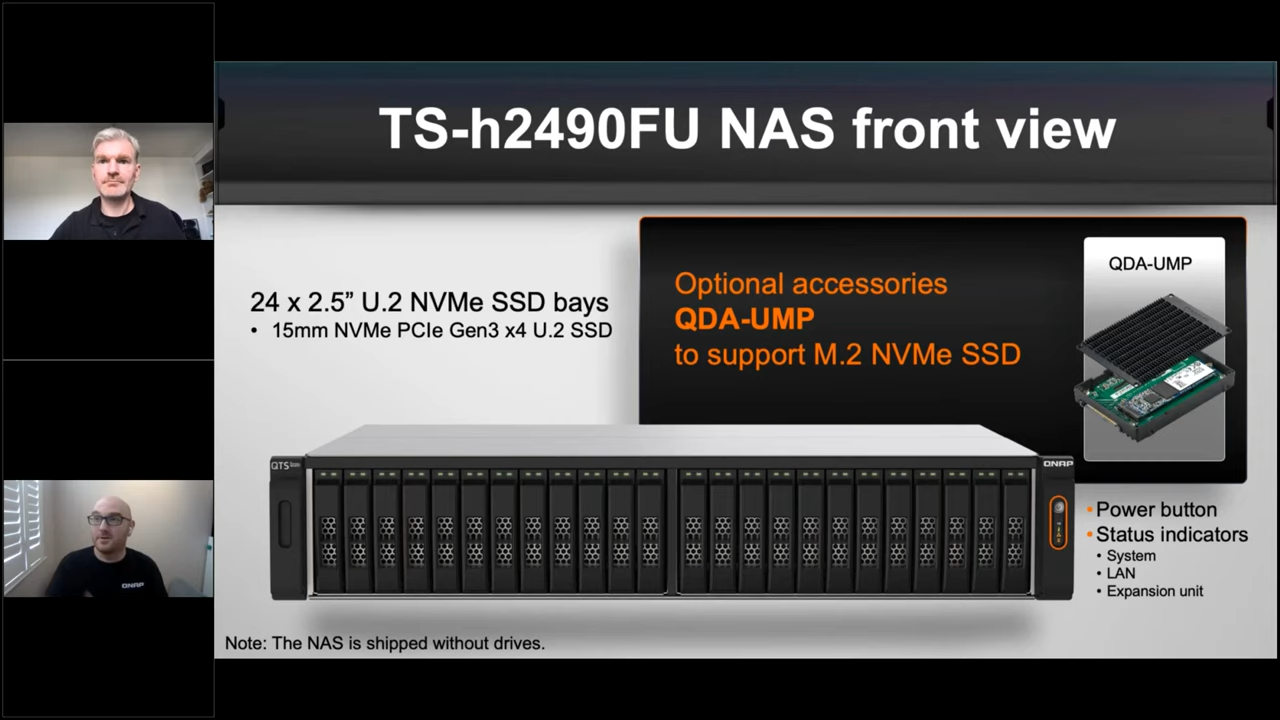 TS-h2490FU NAS front view
24 x 2.5” U.2 NVMe SSD bays
• 15mm NVMe PCIe Gen3 x4 U.2 SSD
Optional accessories
QDA-UMP
to support M.2 NVMe SSD
QDA-UMP
QTS
QNAP
• Power button
• Status indicators
• System
• LAN
• Expansion unit
QNAP
Note: The NAS is shipped without drives.